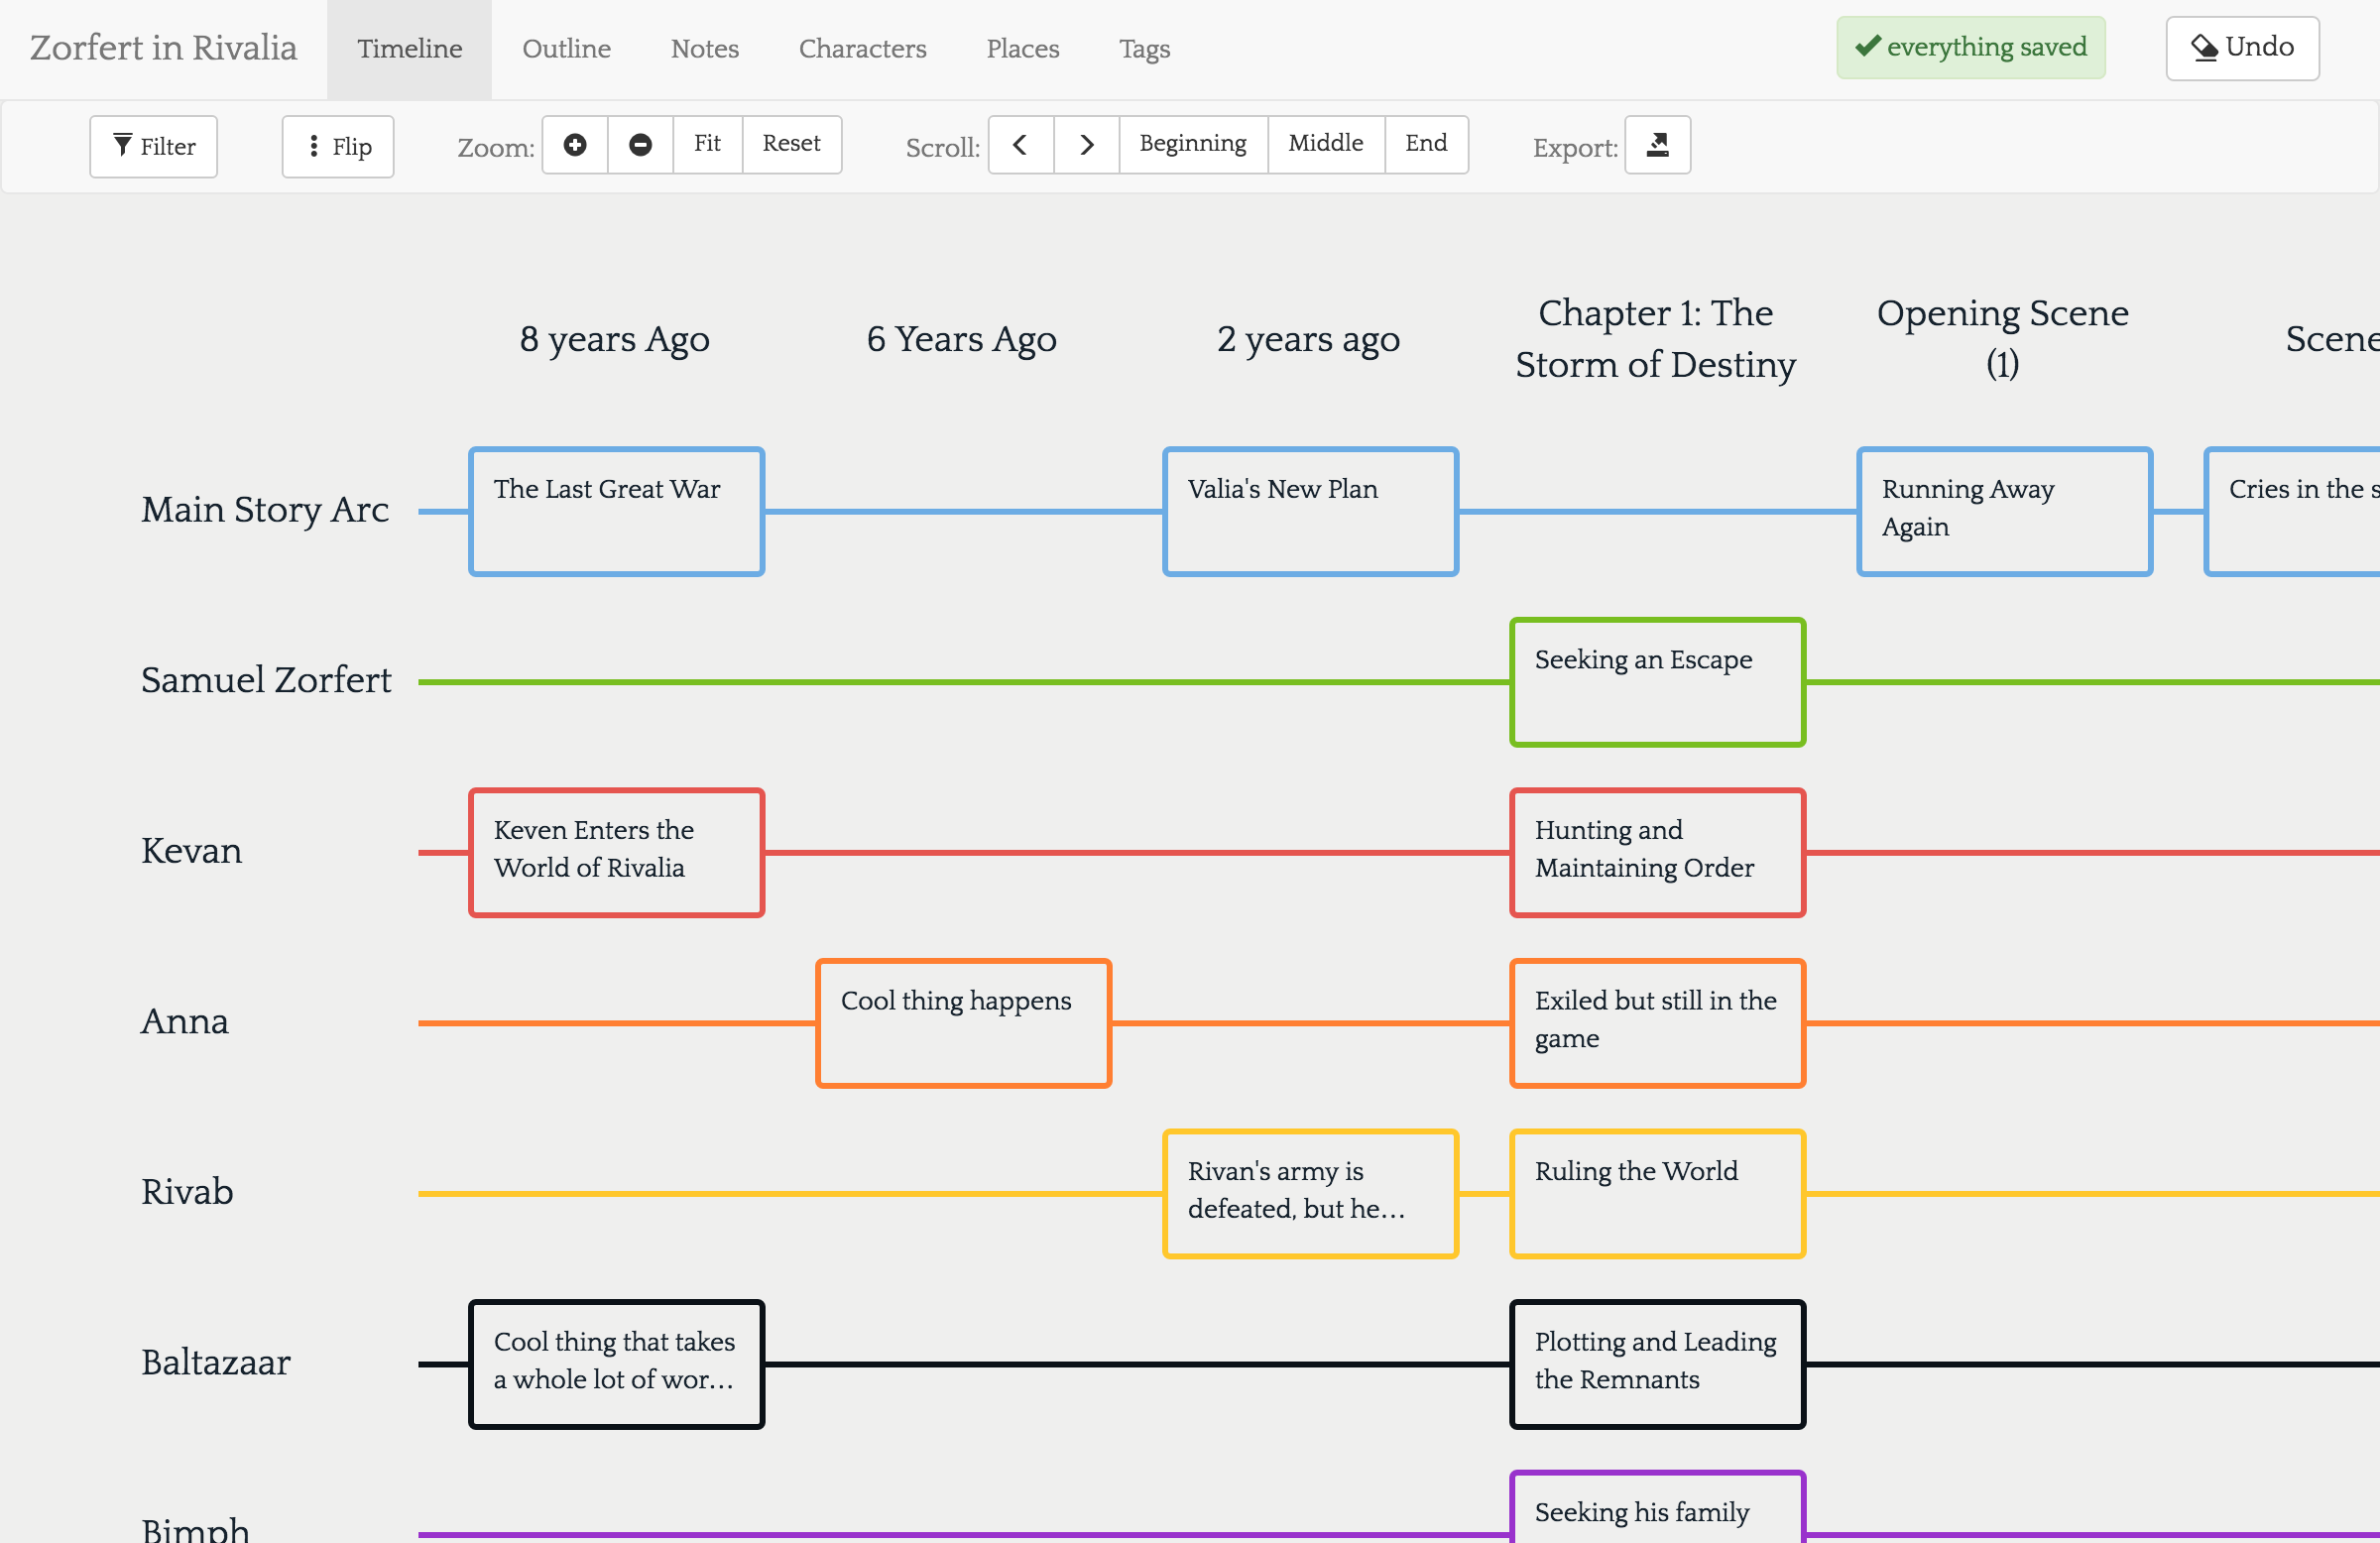 Zorfert in Rivalia
Timeline
Outline
Notes
Characters
Places
Tags
everything saved
Undo
Filter
Flip
Zoom:
Fit
Reset
Scroll:
Beginning
Middle
End
Export:
8 years Ago
6 Years Ago
2 years ago
Chapter 1: The
Storm of Destiny
Opening Scene
(1)
Scene
Main Story Arc
The Last Great War
Valia's New Plan
Running Away
Again
Cries in the s
Samuel Zorfert
Seeking an Escape
Kevan
Keven Enters the
World of Rivalia
Hunting and
Maintaining Order
Anna
Cool thing happens
Exiled but still in the
game
Rivab
Rivan's army is
defeated, but he...
Ruling the World
Baltazaar
Cool thing that takes
a whole lot of wor...
Plotting and Leading
the Remnants
Bimph
Seeking his family